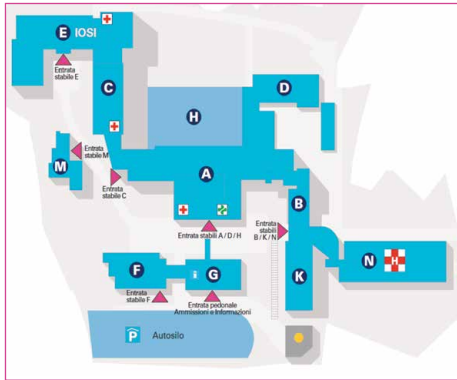 E IOSI
Entrata
stabile E
C
D
H
Entrata
stabile M
M
A
Entrata
stabile C
B
Entrata
stabili
B / K / N
Entrata stabili A / D / H
F
i
G
N
H
K
Entrata
stabile F
Entrata pedonale
Ammissioni e Informazioni
P Autosilo